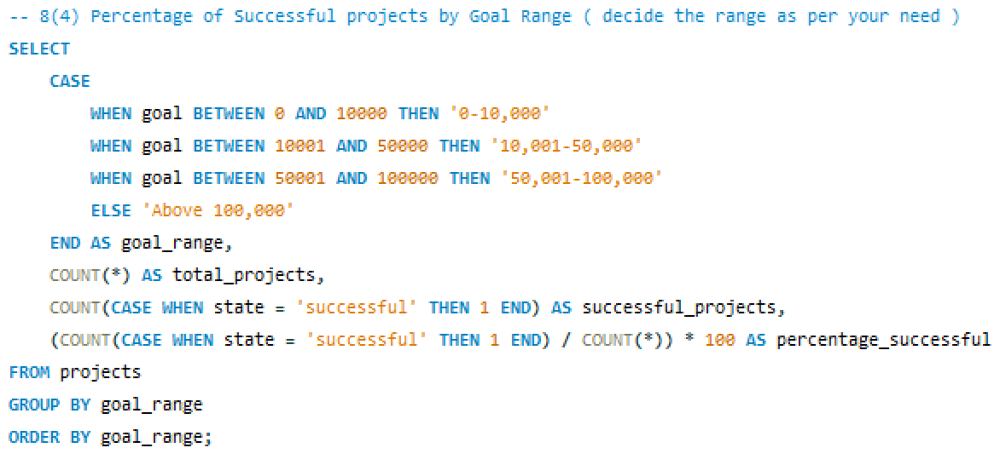 -- 8(4) Percentage of Successful projects by Goal Range ( decide the range as per your need )
SELECT
    CASE
        WHEN goal BETWEEN 0 AND 10000 THEN '0-10,000'
        WHEN goal BETWEEN 10001 AND 50000 THEN '10,001-50,000'
        WHEN goal BETWEEN 50001 AND 100000 THEN '50,001-100,000'
        ELSE 'Above 100,000'
    END AS goal_range,
    COUNT(*) AS total_projects,
    COUNT(CASE WHEN state = 'successful' THEN 1 END) AS successful_projects,
    (COUNT(CASE WHEN state = 'successful' THEN 1 END) / COUNT(*)) * 100 AS percentage_successful
FROM projects
GROUP BY goal_range
ORDER BY goal_range;